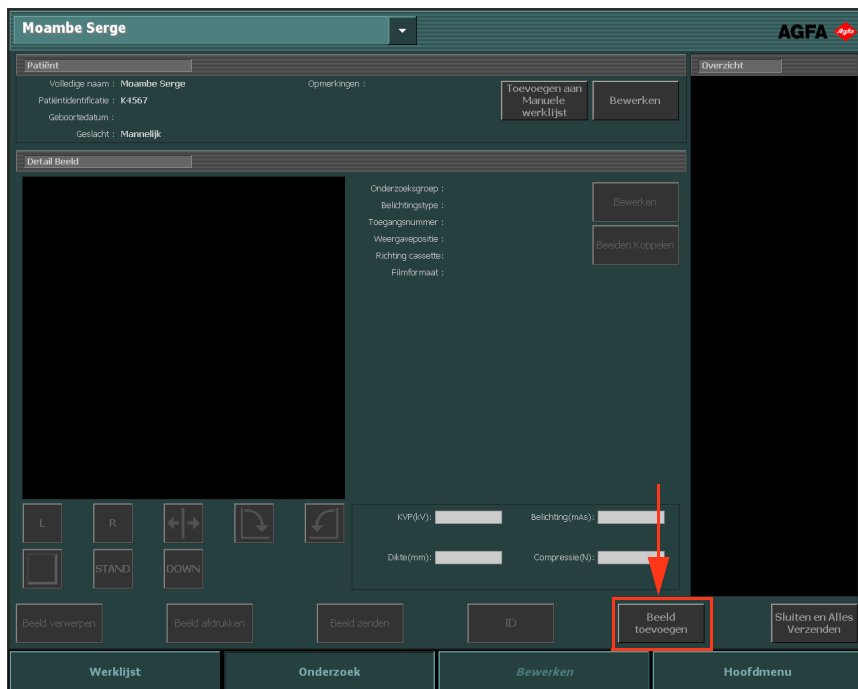 Moambe Serge
AGFA
Agfa
Patiënt
Overzicht
Volledige naam : Moambe Serge
Opmerkingen :
Patiëntidentificatie : K4567
Geboortedatum :
Geslacht : Mannelijk
Toevoegen aan
Manuele
werklijst
Bewerken
Detail Beeld
Onderzoeksgroep :
Belichtingstype :
Toegangsnummer :
Weergavepositie :
Richting cassette:
Filmformaat :
Bewerken
Beelden Koppelen
L
R
STAND
DOWN
KVP(kV):
Belichting(mAs):
Dikte(mm):
Compressie(N):
Beeld verwerpen
Beeld afdrukken
Beeld zenden
ID
Beeld
toevoegen
Sluiten en Alles
Verzenden
Werklijst
Onderzoek
Bewerken
Hoofdmenu